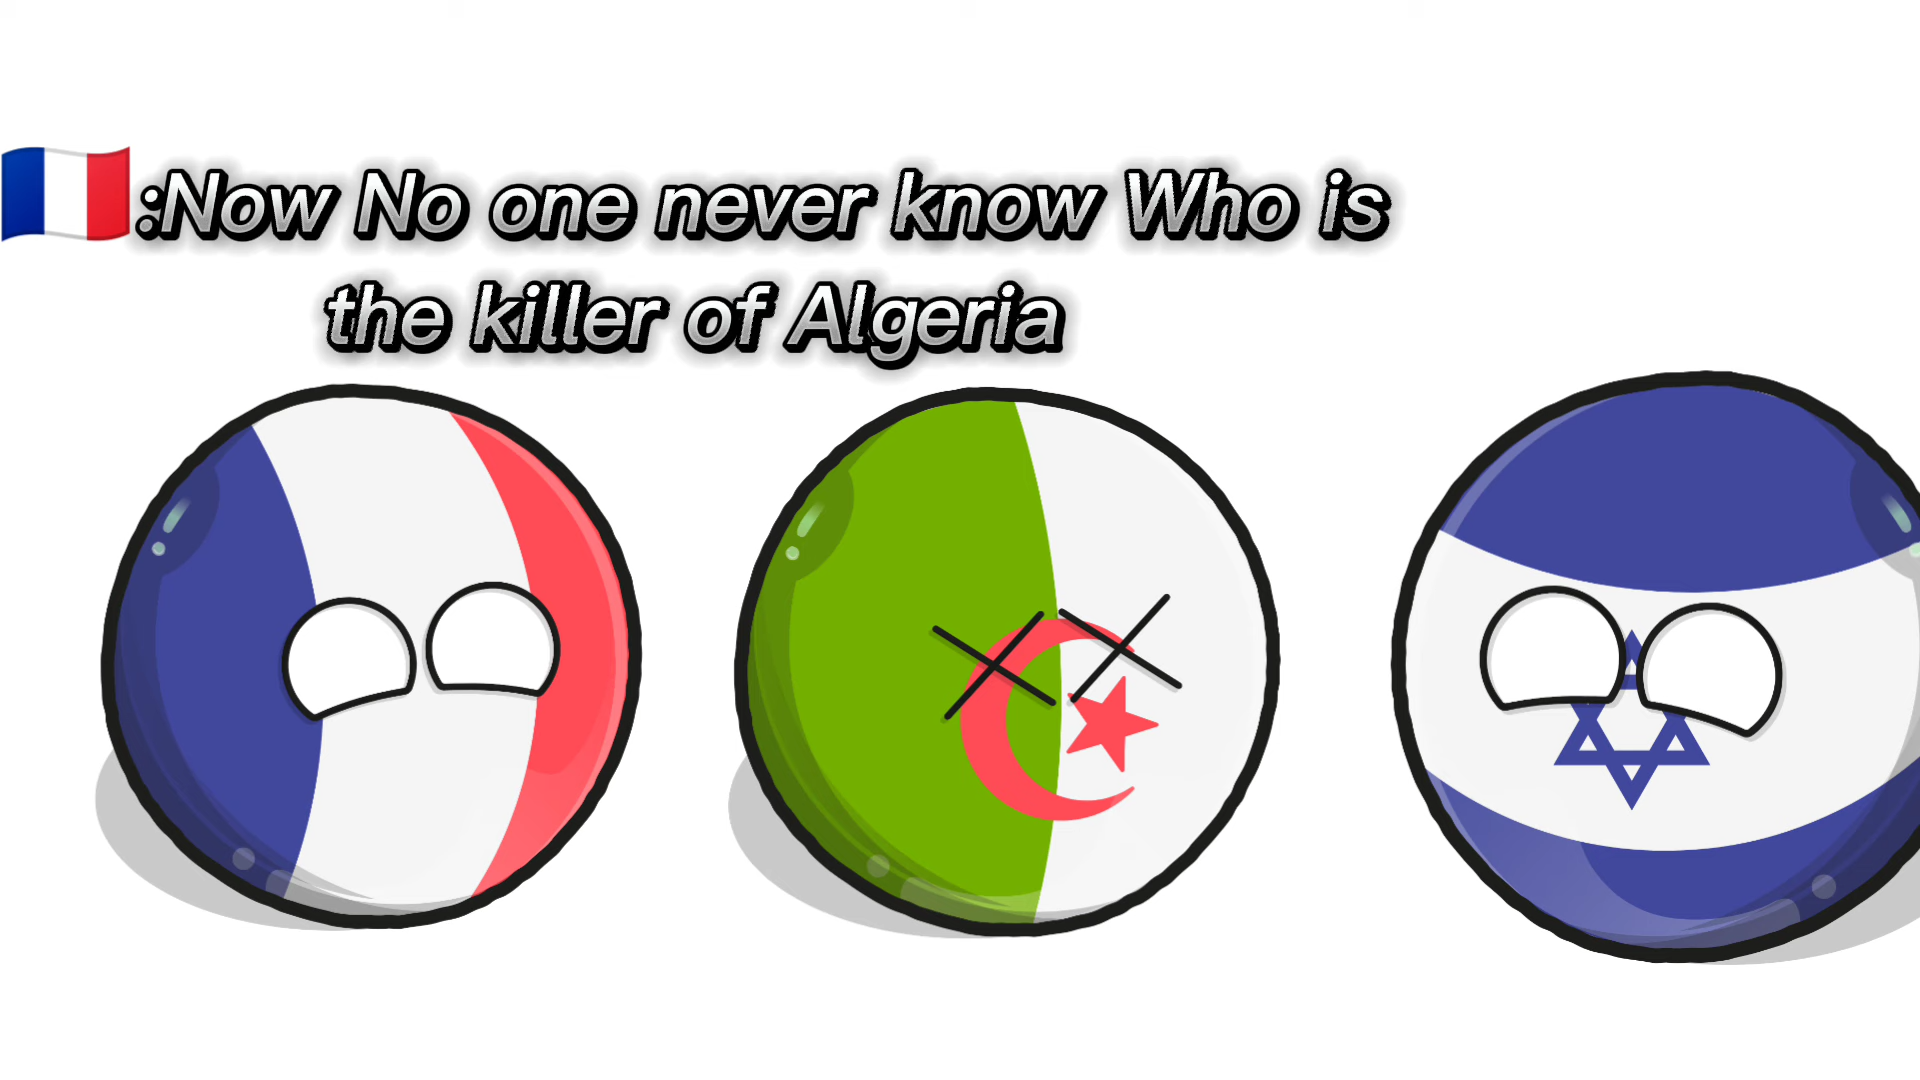 🇫🇷:Now No one never know Who is
the killer of Algeria